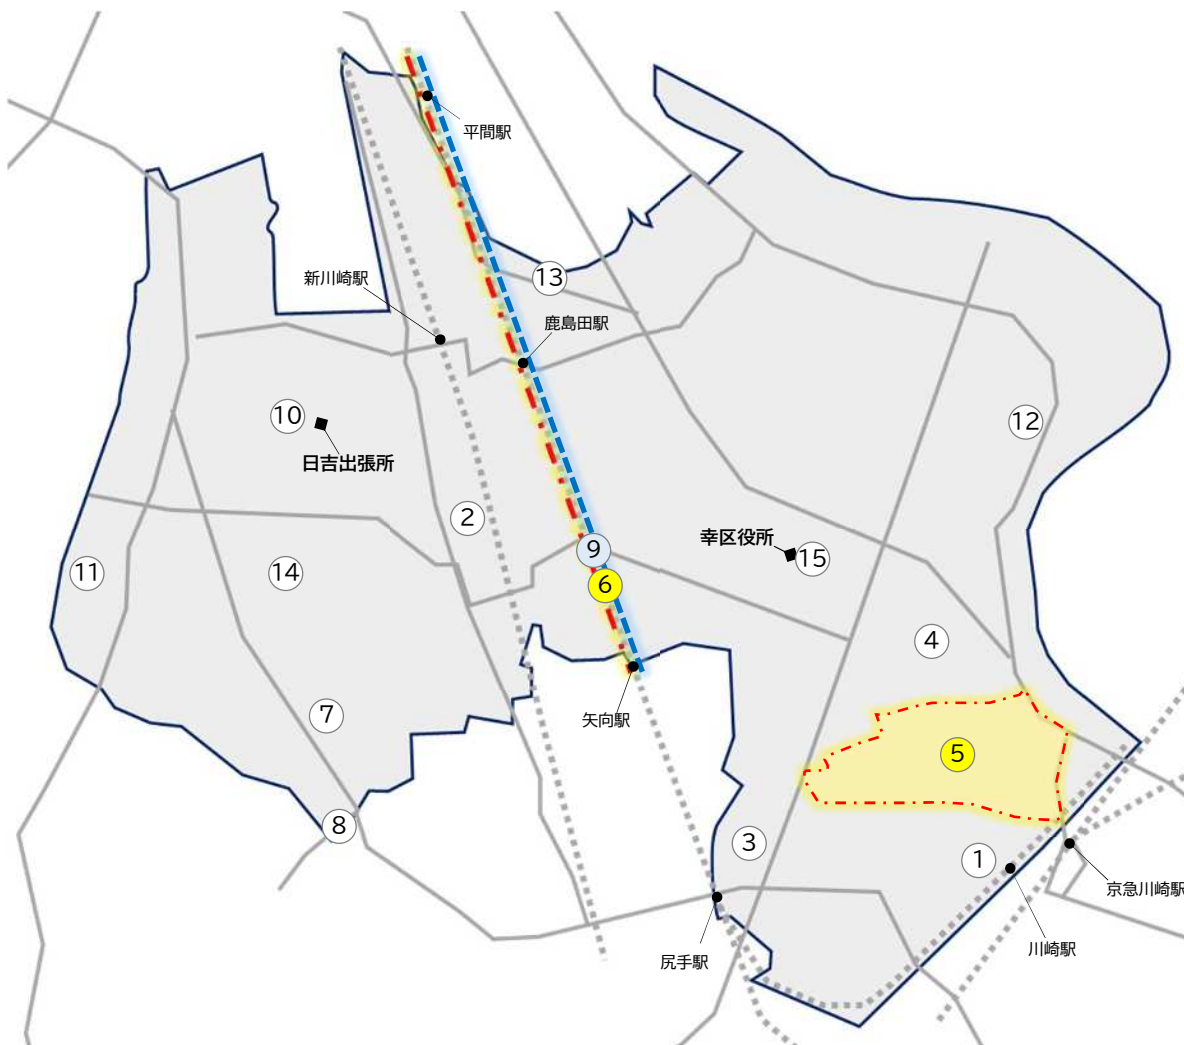 平間駅
新川崎駅
⑬
鹿島田駅
⑩
日吉出張所
⑫
②
幸区役所
⑮
⑨
⑪
⑭
⑥
④
⑦
矢向駅
⑤
⑧
③
①
京急川崎駅
川崎駅
尻手駅